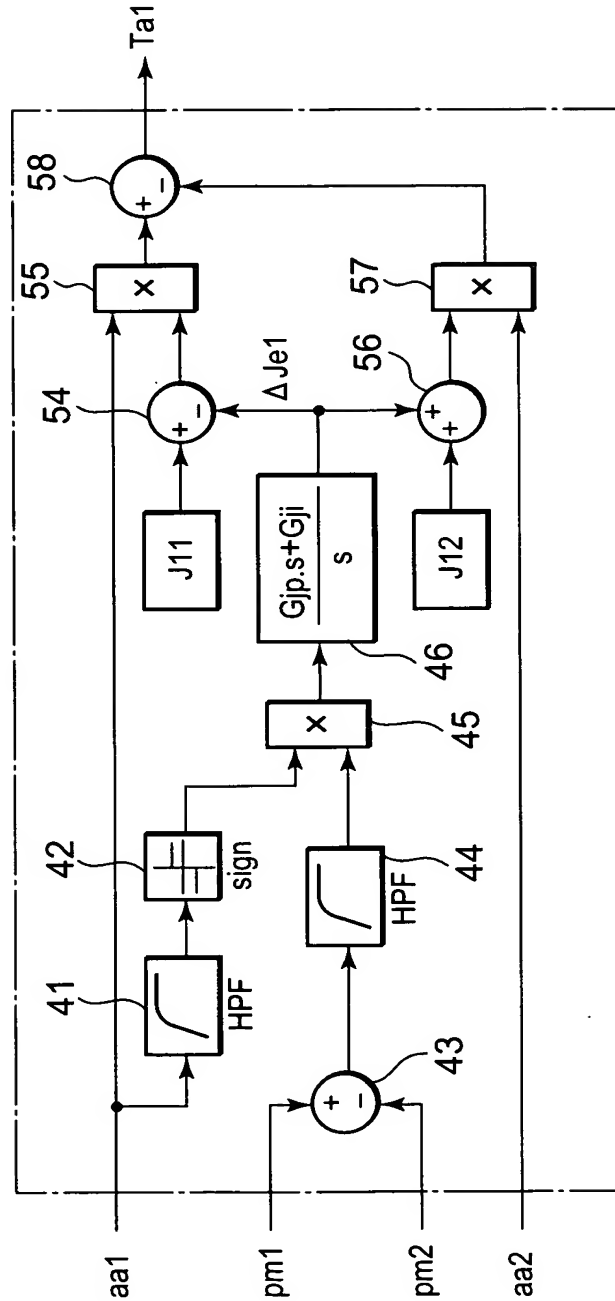 aa1
pm1
pm2
aa2
41
HPF
42
sign
43
44
HPF
45
×
46
Gjp.s+Gji
s
J11
J12
ΔJe1
54
+
-
56
+
+
55
×
57
×
58
+
-
+
-
Ta1